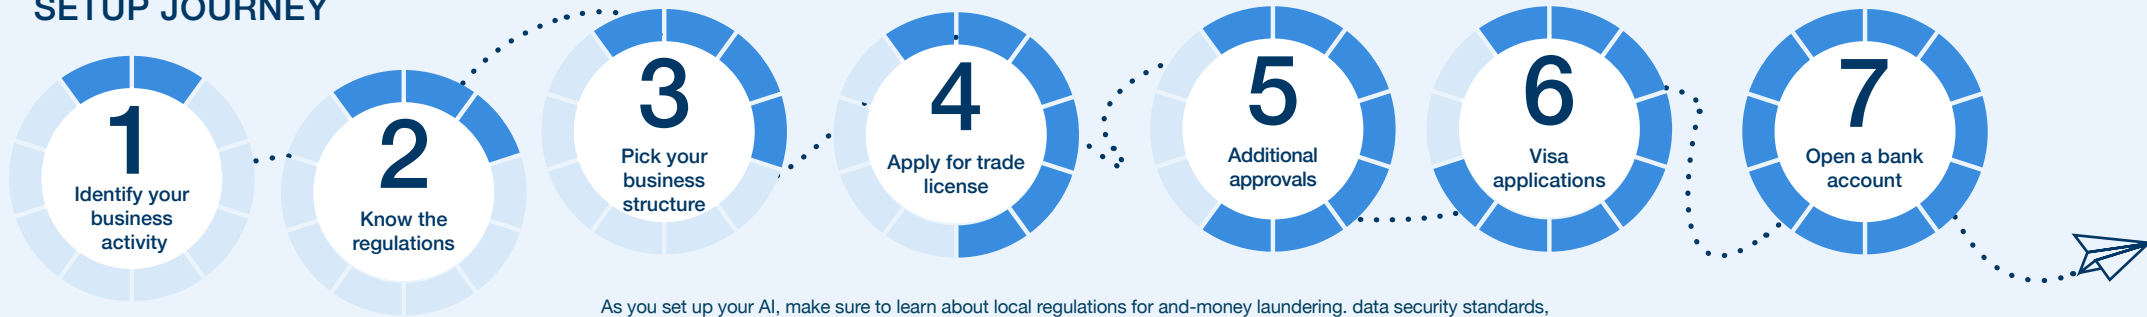 SETUP JOURNEY
1
Identify your
business
activity
2
Know the
regulations
3
Pick your
business
structure
4
Apply for trade
license
5
Additional
approvals
6
Visa
applications
7
Open a bank
account
As you set up your AI, make sure to learn about local regulations for and-money laundering. data security standards,